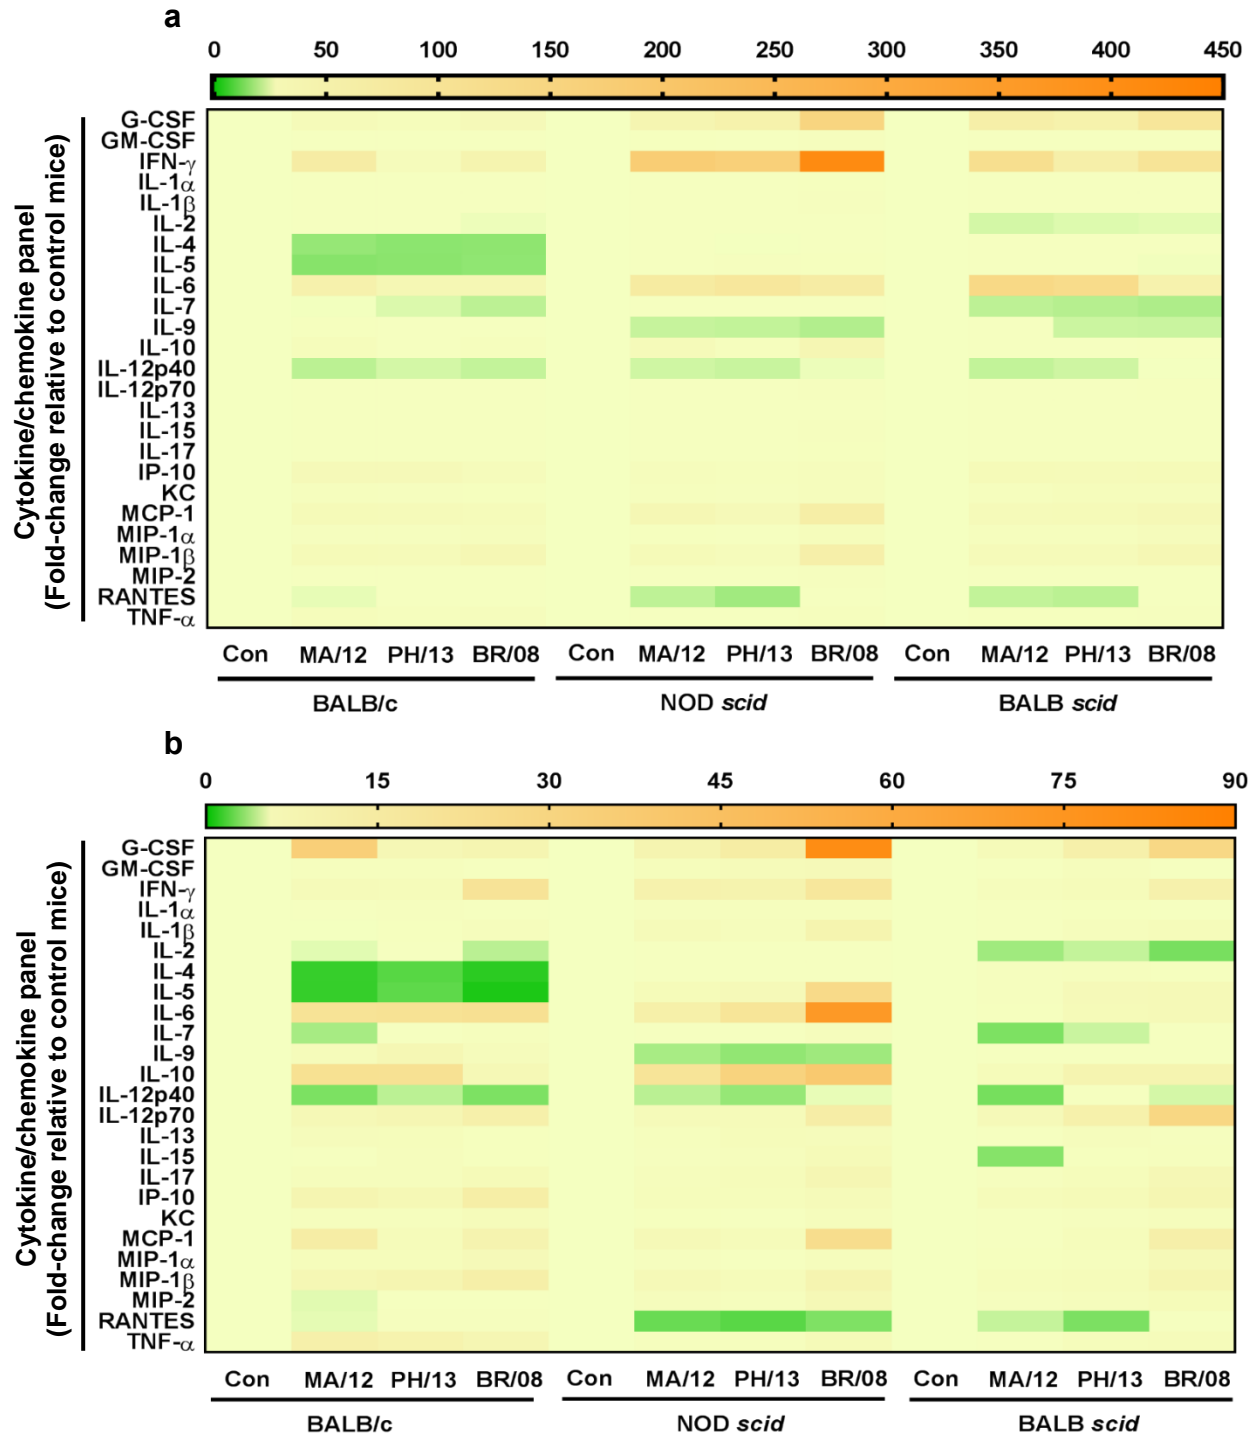 a
0 50 100 150 200 250 300 350 400 450
Cytokine/chemokine panel
(Fold-change relative to control mice)
G-CSF
GM-CSF
IFN-γ
IL-1α
IL-1β
IL-2
IL-4
IL-5
IL-6
IL-7
IL-9
IL-10
IL-12p40
IL-12p70
IL-13
IL-15
IL-17
IP-10
KC
MCP-1
MIP-1α
MIP-1β
MIP-2
RANTES
TNF-α
Con MA/12 PH/13 BR/08 Con MA/12 PH/13 BR/08 Con MA/12 PH/13 BR/08
BALB/c NOD scid BALB scid
b
0 15 30 45 60 75 90
Cytokine/chemokine panel
(Fold-change relative to control mice)
G-CSF
GM-CSF
IFN-γ
IL-1α
IL-1β
IL-2
IL-4
IL-5
IL-6
IL-7
IL-9
IL-10
IL-12p40
IL-12p70
IL-13
IL-15
IL-17
IP-10
KC
MCP-1
MIP-1α
MIP-1β
MIP-2
RANTES
TNF-α
Con MA/12 PH/13 BR/08 Con MA/12 PH/13 BR/08 Con MA/12 PH/13 BR/08
BALB/c NOD scid BALB scid